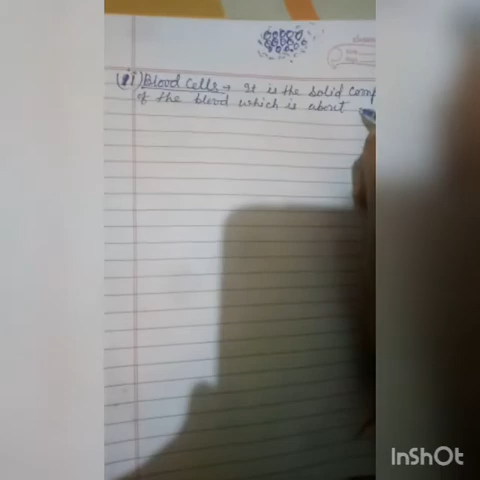 (ii) Blood Cells → It is the solid comp
of the blood which is about
InShOt